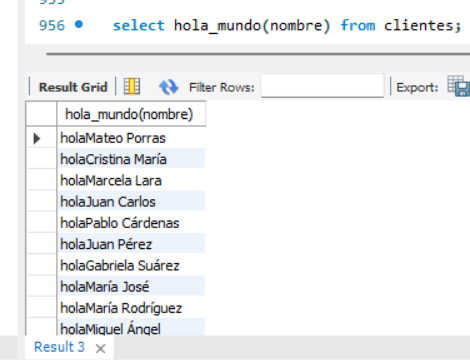 956 select hola_mundo(nombre) from clientes;
Result Grid Filter Rows: Export:
hola_mundo(nombre)
holaMateo Porras
holaCristina María
holaMarcela Lara
holaJuan Carlos
holaPablo Cárdenas
holaJuan Pérez
holaGabriela Suárez
holaMaría José
holaMaría Rodríguez
holaMiguel Ángel
Result 3